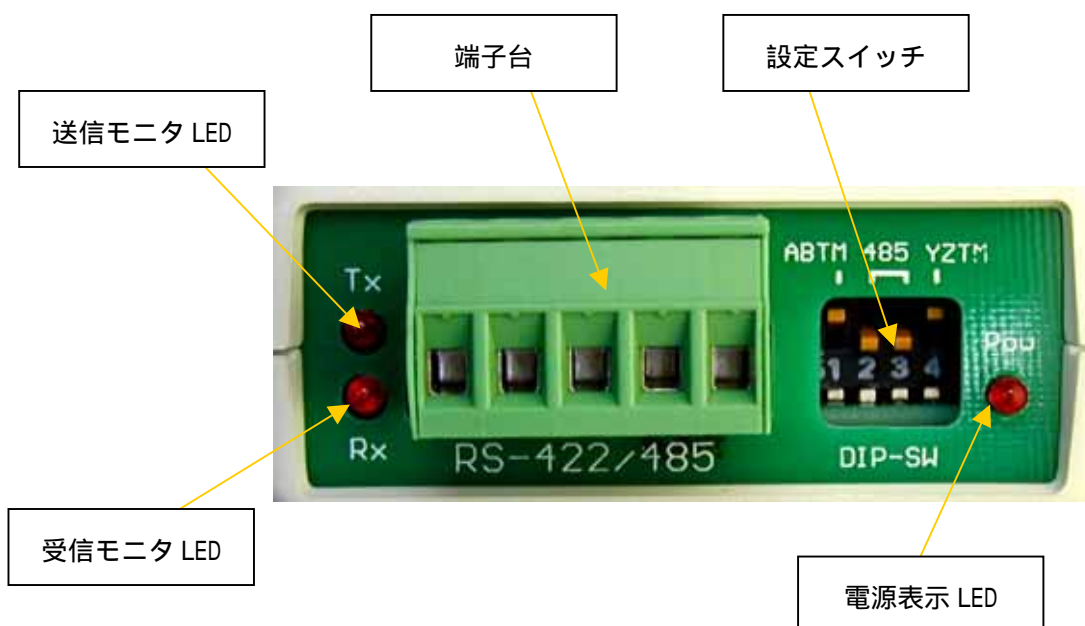 端子台
設定スイッチ
送信モニタ LED
ABTM 485 YZTM
Tx
Pow
1 2 3 4
Rx
RS-422/485
DIP-SW
受信モニタ LED
電源表示 LED